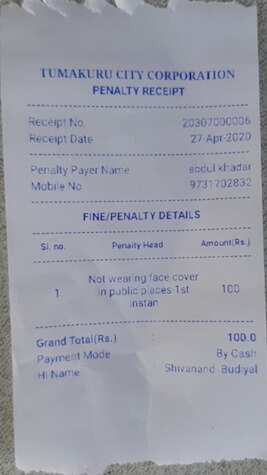 TUMAKURU CITY CORPORATION
PENALTY RECEIPT
Receipt No. 20307000006
Receipt Date 27-Apr-2020
Penalty Payer Name abdul khadar
Mobile No 9731702832
FINE/PENALTY DETAILS
Sl. no. Penalty Head Amount(Rs.)
Not wearing face cover
1 in public places-1st 100
instan
Grand Total(Rs.) : 100.0
Payment Mode By Cash
HI Name Shivanand Budiyal